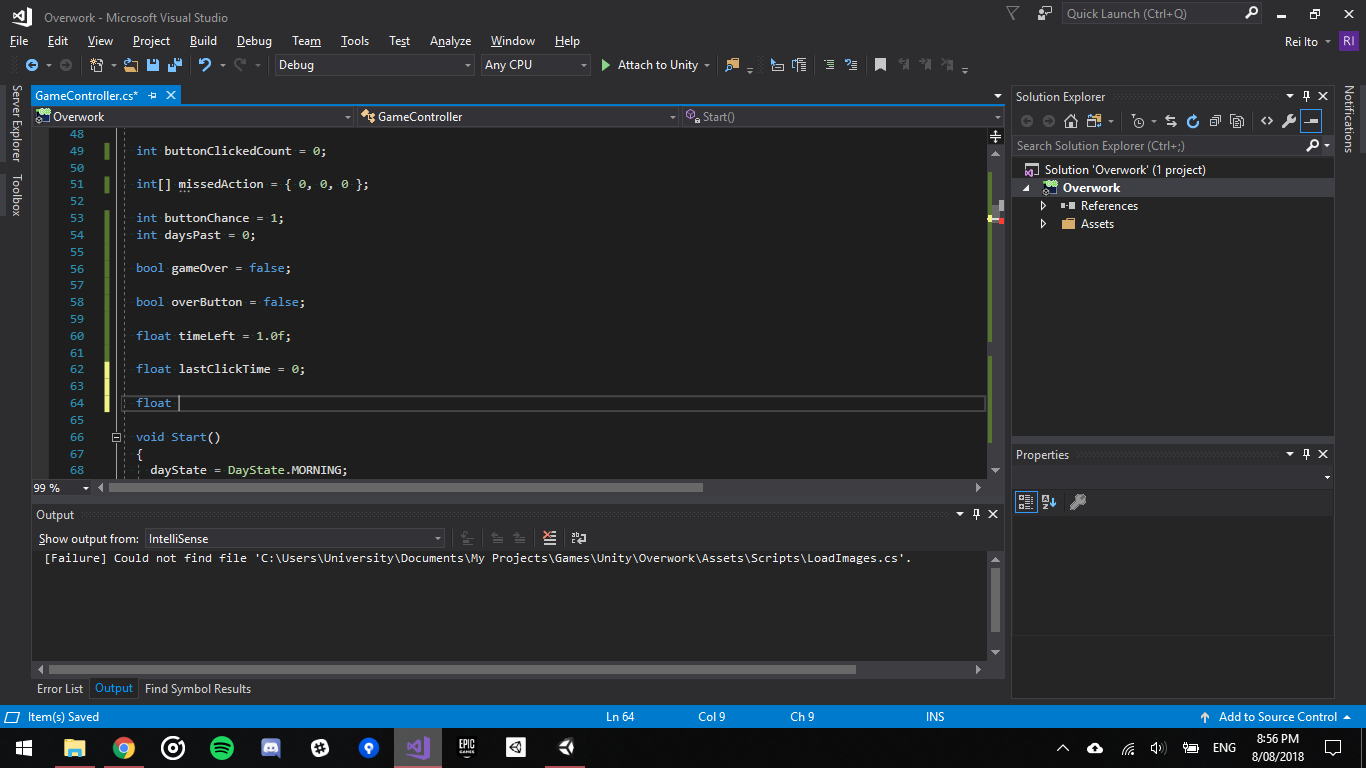 Overwork - Microsoft Visual Studio
Quick Launch (Ctrl+Q)
File Edit View Project Build Debug Team Tools Test Analyze Window Help
Rei Ito RI
Debug Any CPU Attach to Unity
Server Explorer
Toolbox
GameController.cs*
Overwork GameController Start()
48
49 int buttonClickedCount = 0;
50
51 int[] missedAction = { 0, 0, 0 };
52
53 int buttonChance = 1;
54 int daysPast = 0;
55
56 bool gameOver = false;
57
58 bool overButton = false;
59
60 float timeLeft = 1.0f;
61
62 float lastClickTime = 0;
63
64 float
65
66 void Start()
67 {
68 dayState = DayState.MORNING;
99 %
Output
Show output from: IntelliSense
[Failure] Could not find file 'C:\Users\University\Documents\My Projects\Games\Unity\Overwork\Assets\Scripts\LoadImages.cs'.
Error List Output Find Symbol Results
Solution Explorer
Search Solution Explorer (Ctrl+;)
Solution 'Overwork' (1 project)
Overwork
References
Assets
Properties
Notifications
Item(s) Saved Ln 64 Col 9 Ch 9 INS Add to Source Control
EPIC GAMES
ENG
8:56 PM
8/08/2018